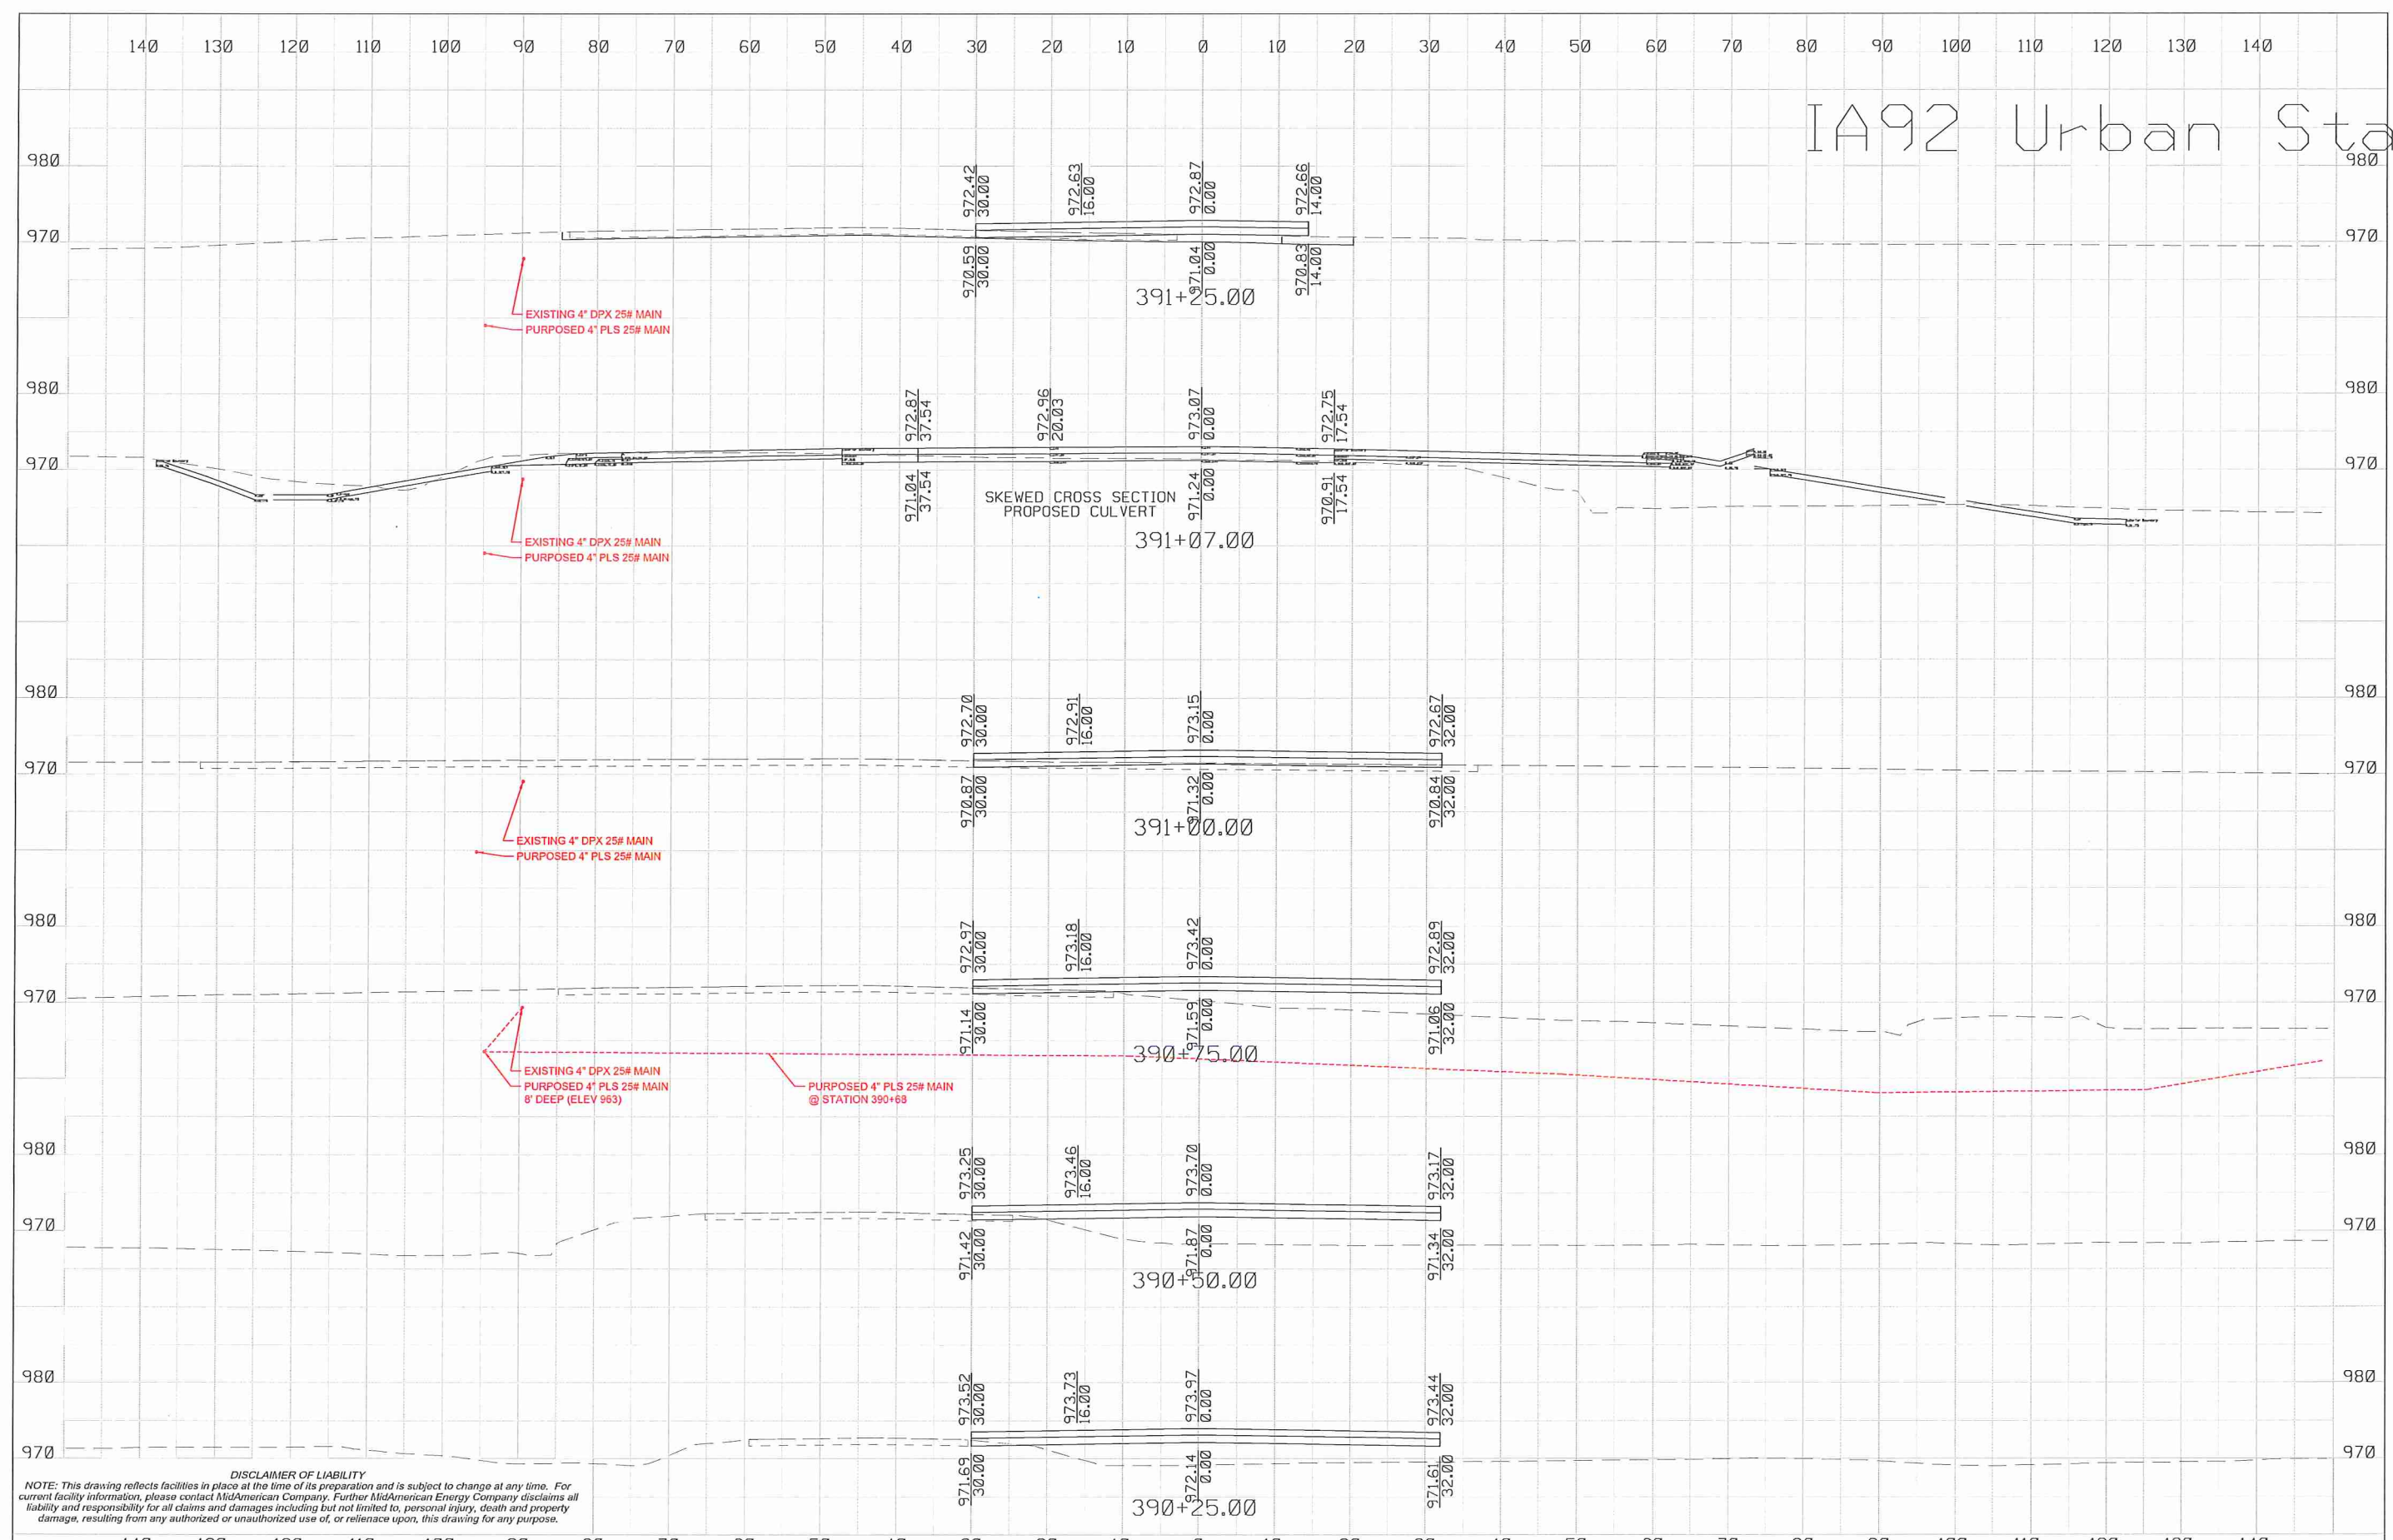 140 130 120 110 100 90 80 70 60 50 40 30 20 10 0 10 20 30 40 50 60 70 80 90 100 110 120 130 140
IA92 Urban Sta
980 980
972.42 972.63 972.87 972.66
30.00 16.00 0.00 14.00
970 970
970.59 971.04 970.83
30.00 0.00 14.00
391+25.00
EXISTING 4" DPX 25# MAIN
PURPOSED 4" PLS 25# MAIN
980 980
972.87 972.96 973.07 972.75
37.54 20.03 0.00 17.54
970 970
971.04 971.24 970.91
37.54 0.00 17.54
SKEWED CROSS SECTION
PROPOSED CULVERT
391+07.00
EXISTING 4" DPX 25# MAIN
PURPOSED 4" PLS 25# MAIN
980 980
972.70 972.91 973.15 972.67
30.00 16.00 0.00 32.00
970 970
970.87 971.32 970.84
30.00 0.00 32.00
391+00.00
EXISTING 4" DPX 25# MAIN
PURPOSED 4" PLS 25# MAIN
980 980
972.97 973.18 973.42 972.89
30.00 16.00 0.00 32.00
970 970
971.14 971.59 971.06
30.00 0.00 32.00
390+75.00
EXISTING 4" DPX 25# MAIN
PURPOSED 4" PLS 25# MAIN
8' DEEP (ELEV 963)
PURPOSED 4" PLS 25# MAIN
@ STATION 390+68
980 980
973.25 973.46 973.70 973.17
30.00 16.00 0.00 32.00
970 970
971.42 971.87 971.34
30.00 0.00 32.00
390+50.00
980 980
973.52 973.73 973.97 973.44
30.00 16.00 0.00 32.00
970 970
971.69 972.14 971.61
30.00 0.00 32.00
390+25.00
DISCLAIMER OF LIABILITY
NOTE: This drawing reflects facilities in place at the time of its preparation and is subject to change at any time. For
current facility information, please contact MidAmerican Company. Further MidAmerican Energy Company disclaims all
liability and responsibility for all claims and damages including but not limited to, personal injury, death and property
damage, resulting from any authorized or unauthorized use of, or relienace upon, this drawing for any purpose.